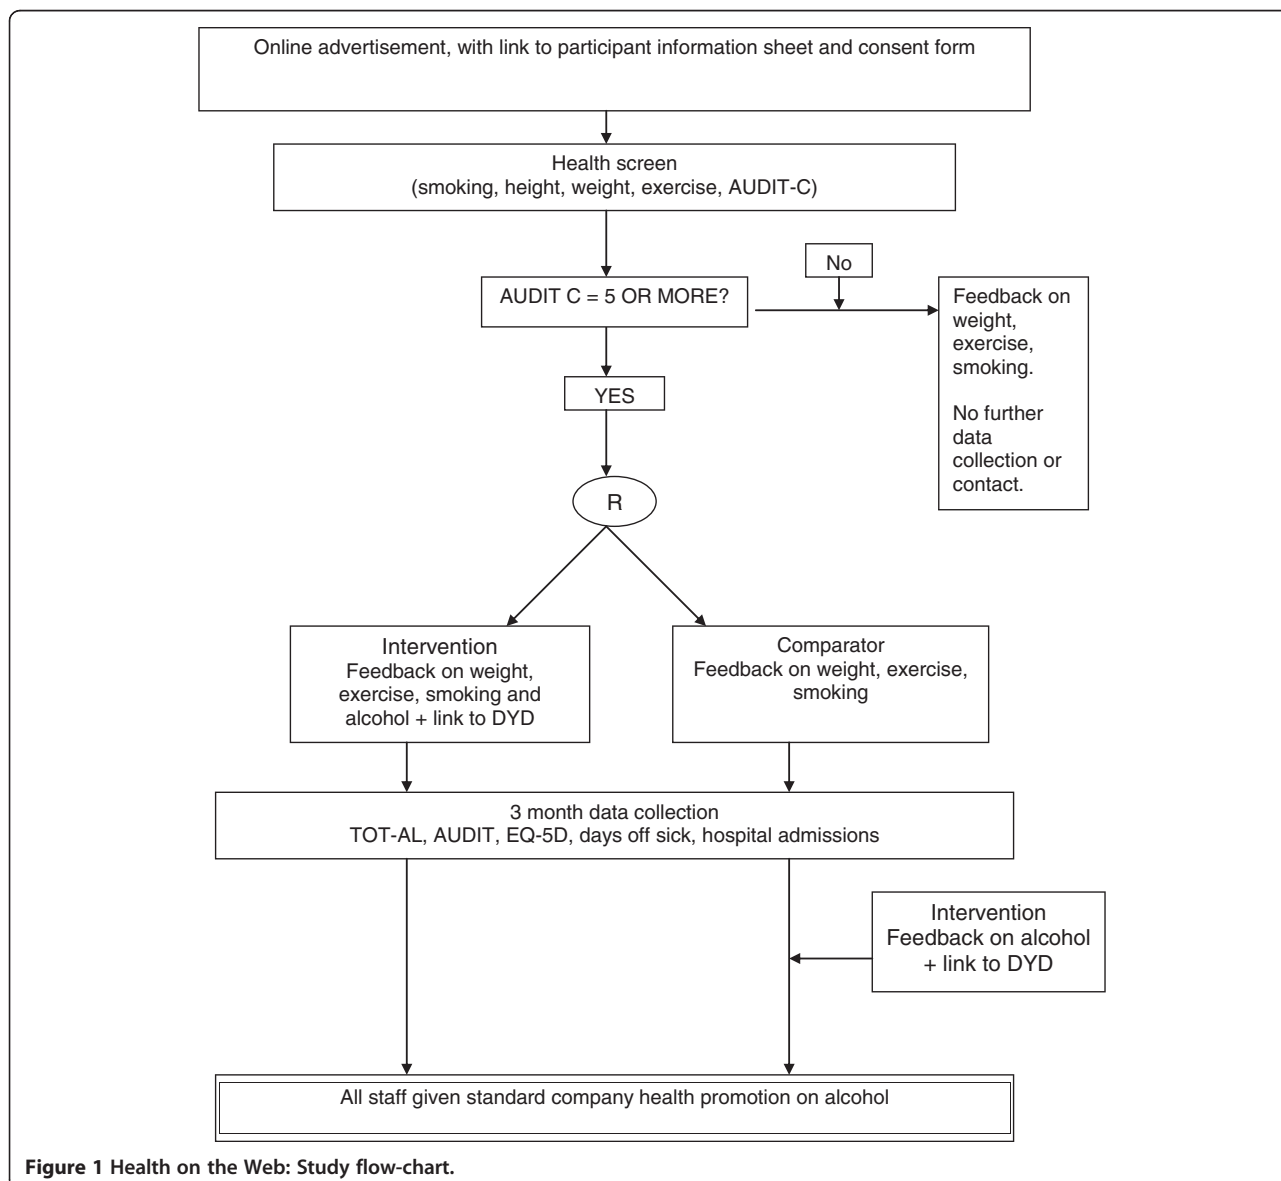 Online advertisement, with link to participant information sheet and consent form
Health screen
(smoking, height, weight, exercise, AUDIT-C)
No
AUDIT C = 5 OR MORE?
Feedback on
weight,
exercise,
smoking.
No further
data
collection or
contact.
YES
R
Intervention
Feedback on weight,
exercise, smoking and
alcohol + link to DYD
Comparator
Feedback on weight, exercise,
smoking
3 month data collection
TOT-AL, AUDIT, EQ-5D, days off sick, hospital admissions
Intervention
Feedback on alcohol
+ link to DYD
All staff given standard company health promotion on alcohol
Figure 1 Health on the Web: Study flow-chart.